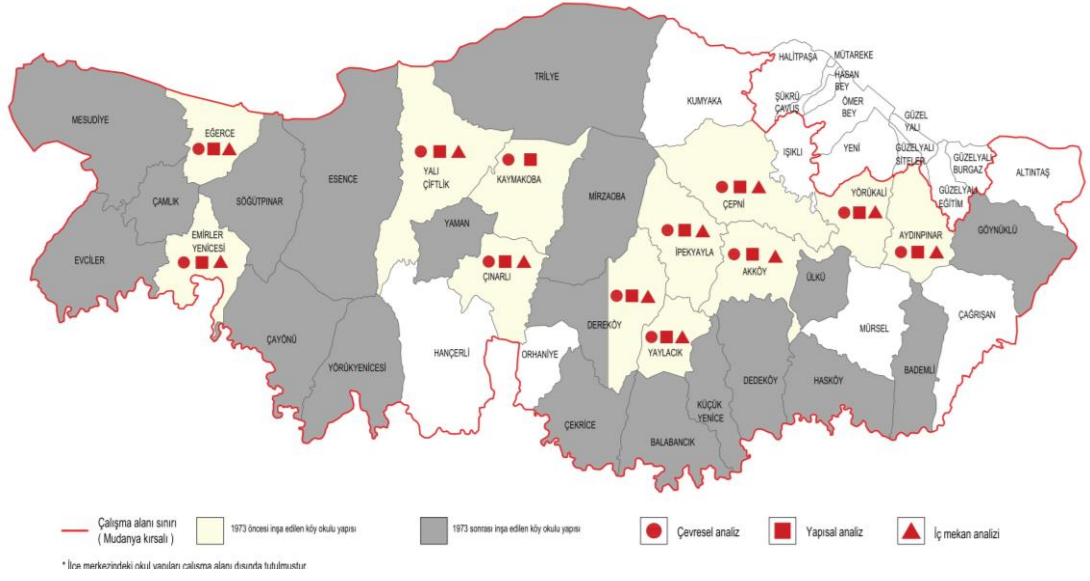 HALİTPAŞA
MÜTAREKE
HASAN
BEY
TRİLYE
KUMYAKA
ŞÜKRÜ
ÇAVUŞ
ÖMER
BEY
GÜZEL
YALI
MESUDİYE
EĞERCE
IŞIKLI
YENİ
GÜZELYALI
SİTELER
GÜZELYALI
BURGAZ
ALTINTAŞ
YALI
ÇİFTLİK
KAYMAKOBA
ESENCE
GÜZELYALI
EĞİTİM
YÖRÜKALİ
MİRZAOBA
ÇEPNİ
ÇAMLIK
SÖĞÜTPINAR
YAMAN
EMİRLER
YENİCESİ
AYDINPINAR
GÖYNÜKLÜ
İPEKYAYLA
EVCİLER
ÇINARLI
AKKÖY
ÜLKÜ
ÇAĞRIŞAN
DEREKÖY
MÜRSEL
ÇAYÖNÜ
HANÇERLİ
ORHANİYE
YAYLACIK
YÖRÜKYENİCESİ
DEDEKÖY
HASKÖY
BADEMLİ
KÜÇÜK
YENİCE
ÇEKRİCE
BALABANCIK
Çalışma alanı sınırı
( Mudanya kırsalı )
1973 öncesi inşa edilen köy okulu yapısı
1973 sonrası inşa edilen köy okulu yapısı
Çevresel analiz
Yapısal analiz
İç mekan analizi
* İlçe merkezindeki okul yapıları çalışma alanı dışında tutulmuştur